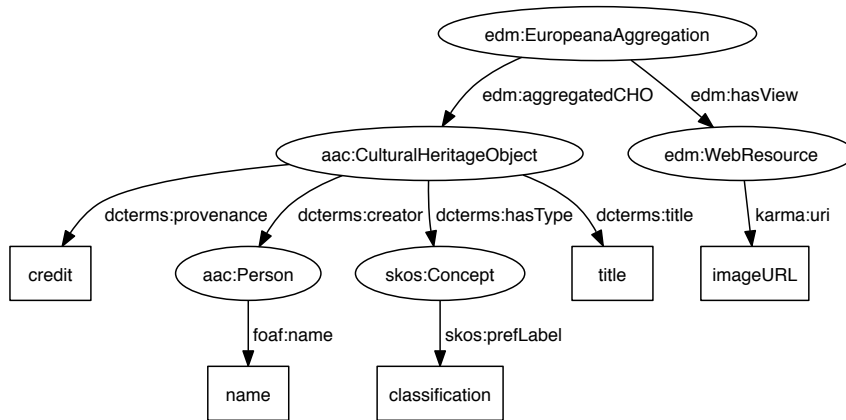 edm:EuropeanaAggregation
edm:aggregatedCHO
edm:hasView
aac:CulturalHeritageObject
edm:WebResource
dcterms:provenance
dcterms:creator
dcterms:hasType
dcterms:title
karma:uri
credit
aac:Person
skos:Concept
title
imageURL
foaf:name
skos:prefLabel
name
classification